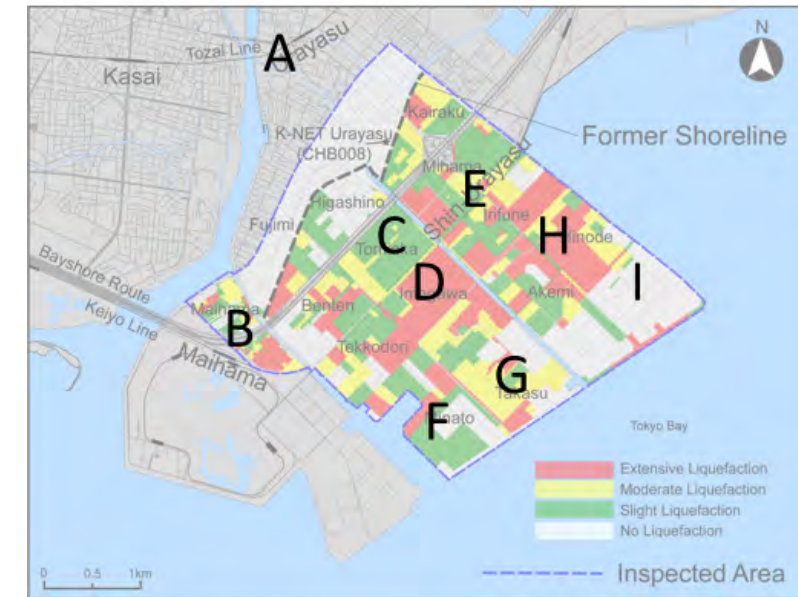 N
A
Tozai Line
Urayasu
Kasai
Kairaku
Former Shoreline
K-NET Urayasu
(CHB008)
Mihama
E
Shin-Urayasu
Higashino
Irifune
Fujimi
C
H
Hinode
Tomioka
I
Bayshore Route
D
Imagawa
Akemi
Keiyo Line
Maihama
B
Benten
Maihama
Tekkodori
G
Takasu
F
Minato
Tokyo Bay
Extensive Liquefaction
Moderate Liquefaction
Slight Liquefaction
No Liquefaction
0 0.5 1km
Inspected Area